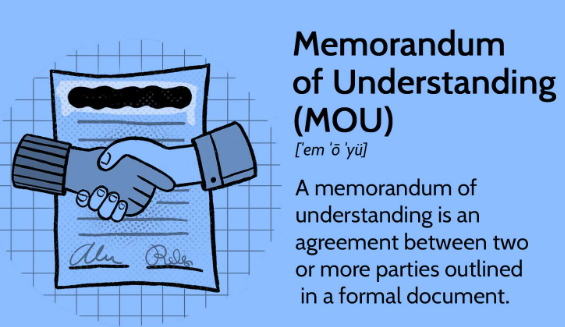 Memorandum
of Understanding
(MOU)
['em 'ō 'yü]
A memorandum of
understanding is an
agreement between two
or more parties outlined
in a formal document.